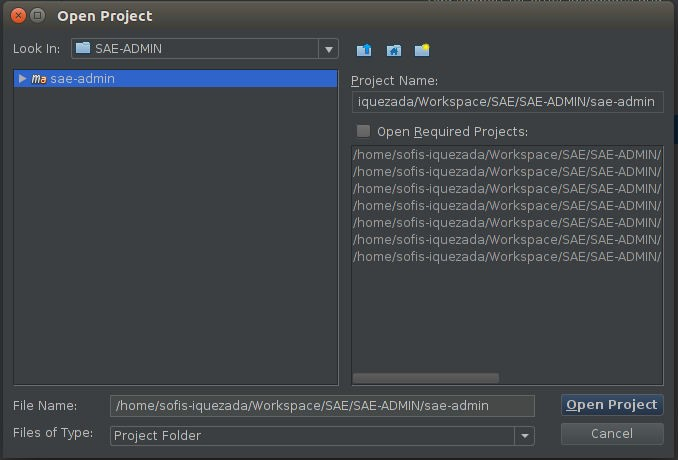 Open Project
Look In: SAE-ADMIN
Ma sae-admin
Project Name:
iquezada/Workspace/SAE/SAE-ADMIN/sae-admin
Open Required Projects:
/home/sofis-iquezada/Workspace/SAE/SAE-ADMIN/
/home/sofis-iquezada/Workspace/SAE/SAE-ADMIN/
/home/sofis-iquezada/Workspace/SAE/SAE-ADMIN/
/home/sofis-iquezada/Workspace/SAE/SAE-ADMIN/
/home/sofis-iquezada/Workspace/SAE/SAE-ADMIN/
/home/sofis-iquezada/Workspace/SAE/SAE-ADMIN/
/home/sofis-iquezada/Workspace/SAE/SAE-ADMIN/
File Name: /home/sofis-iquezada/Workspace/SAE/SAE-ADMIN/sae-admin
Open Project
Files of Type: Project Folder
Cancel